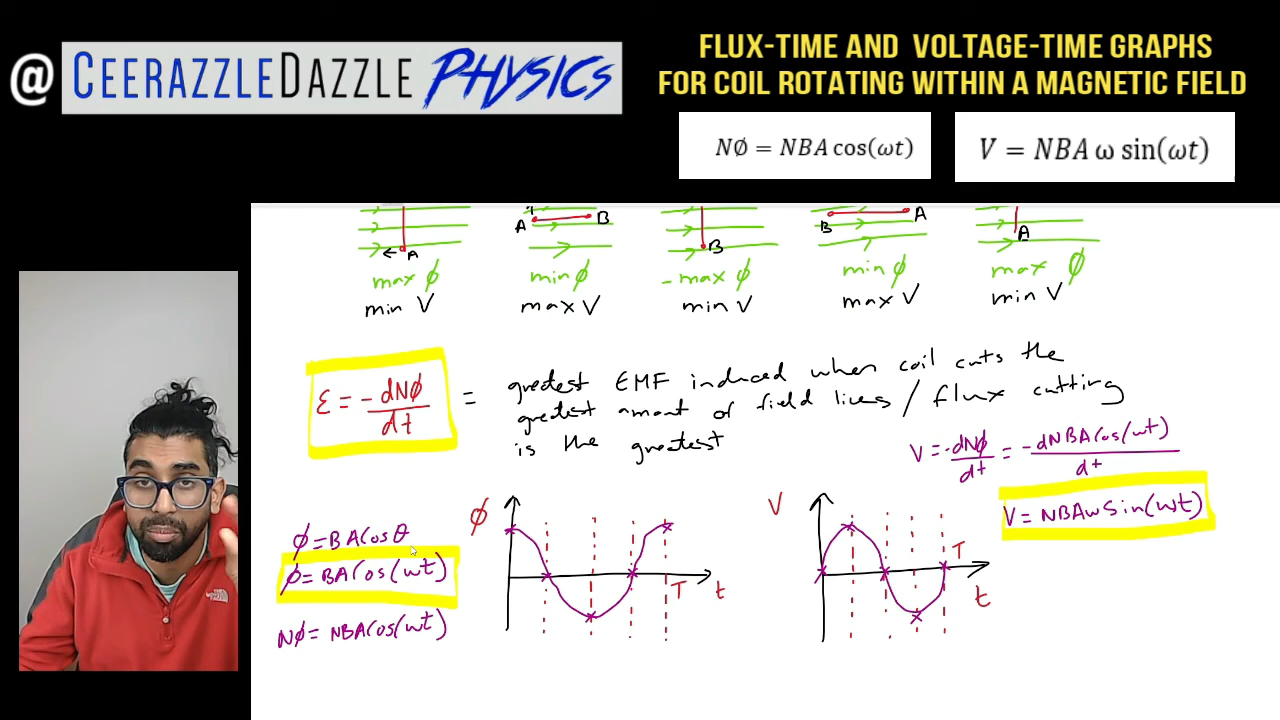 @ CEERAZZLEDAZZLE PHYSICS
FLUX-TIME AND VOLTAGE-TIME GRAPHS
FOR COIL ROTATING WITHIN A MAGNETIC FIELD
NØ = NBA cos(ωt)
V = NBA ω sin(ωt)
A B B A
A B A
max ϕ min ϕ - max ϕ min ϕ max ϕ
min V max V min V max V min V
ε = - dNϕ/dt = greatest EMF induced when coil cuts the
greatest amount of field lines / flux cutting
is the greatest
V = -dNϕ/dt = -dNBACos(ωt)/dt
V = NBAωSin(ωt)
ϕ = BACosθ
ϕ = BACos(ωt)
Nϕ = NBACos(ωt)
ϕ T t
V T t
THE NORTH FACE